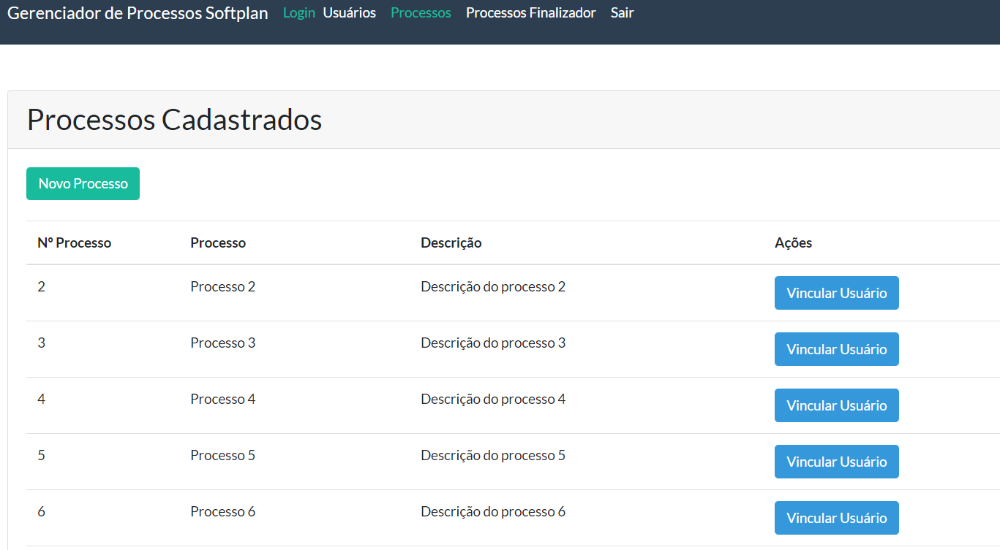 Gerenciador de Processos Softplan Login Usuários Processos Processos Finalizador Sair
Processos Cadastrados
Novo Processo
Nº Processo Processo Descrição Ações
2 Processo 2 Descrição do processo 2 Vincular Usuário
3 Processo 3 Descrição do processo 3 Vincular Usuário
4 Processo 4 Descrição do processo 4 Vincular Usuário
5 Processo 5 Descrição do processo 5 Vincular Usuário
6 Processo 6 Descrição do processo 6 Vincular Usuário